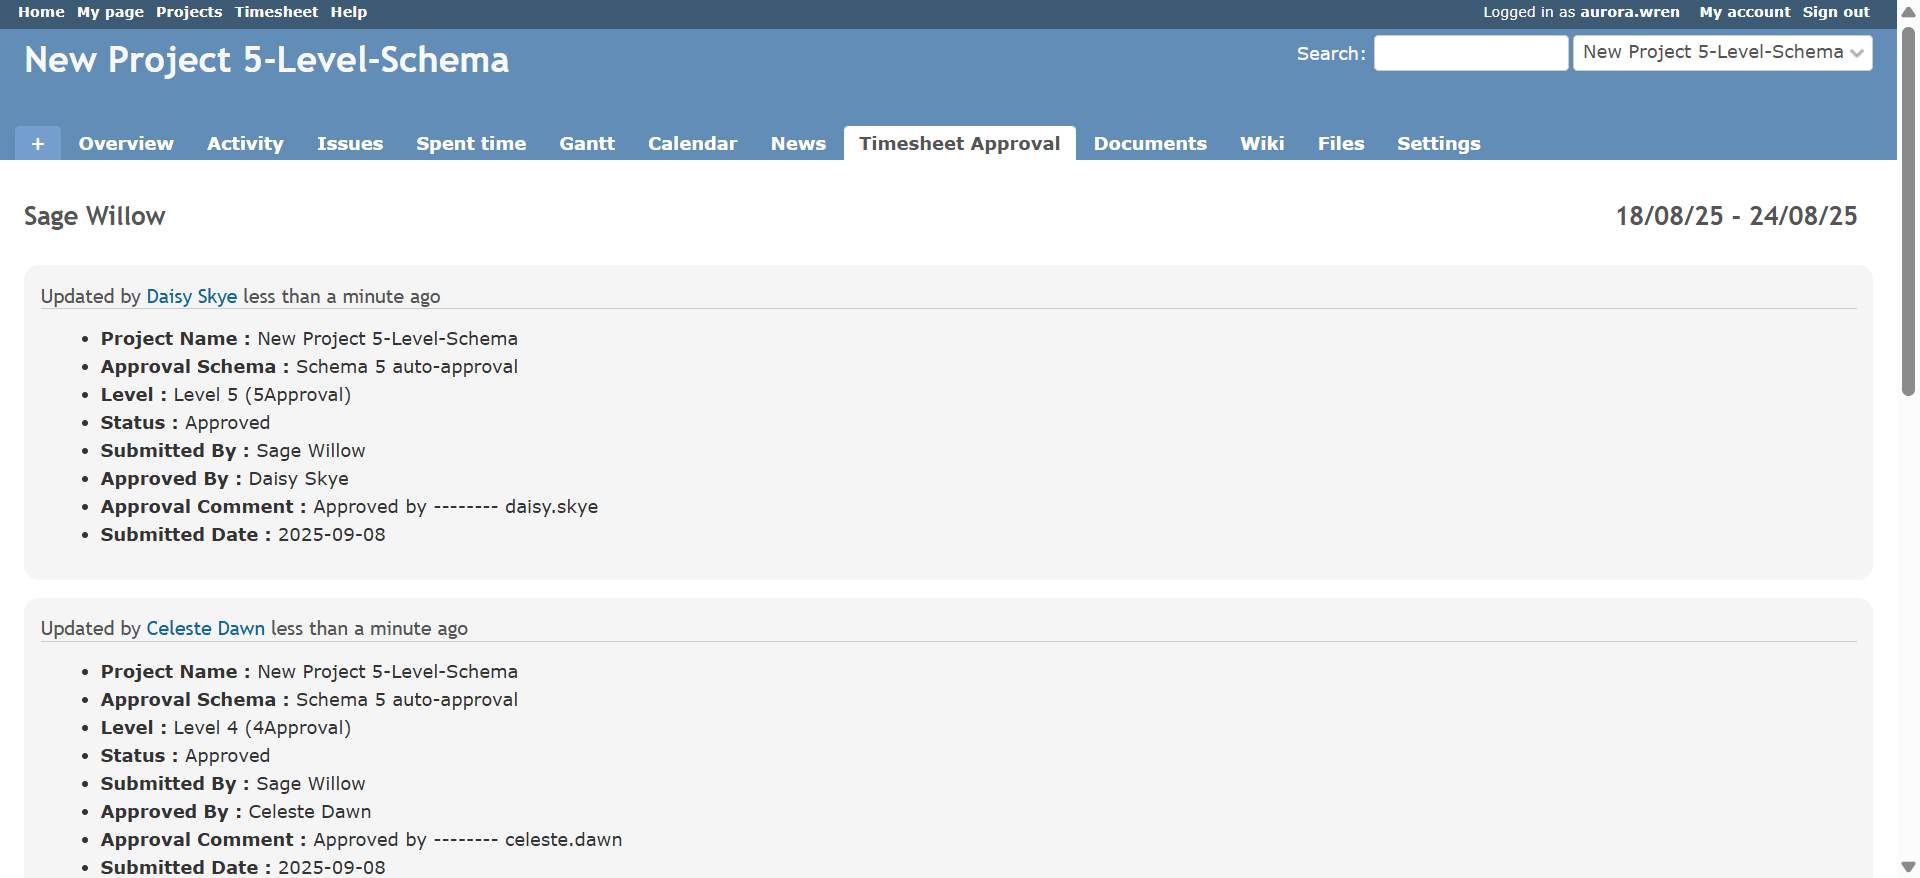 Home My page Projects Timesheet Help
Logged in as aurora.wren My account Sign out
New Project 5-Level-Schema
Search: New Project 5-Level-Schema
+ Overview Activity Issues Spent time Gantt Calendar News Timesheet Approval Documents Wiki Files Settings
Sage Willow
18/08/25 - 24/08/25
Updated by Daisy Skye less than a minute ago
• Project Name : New Project 5-Level-Schema
• Approval Schema : Schema 5 auto-approval
• Level : Level 5 (5Approval)
• Status : Approved
• Submitted By : Sage Willow
• Approved By : Daisy Skye
• Approval Comment : Approved by -------- daisy.skye
• Submitted Date : 2025-09-08
Updated by Celeste Dawn less than a minute ago
• Project Name : New Project 5-Level-Schema
• Approval Schema : Schema 5 auto-approval
• Level : Level 4 (4Approval)
• Status : Approved
• Submitted By : Sage Willow
• Approved By : Celeste Dawn
• Approval Comment : Approved by -------- celeste.dawn
• Submitted Date : 2025-09-08